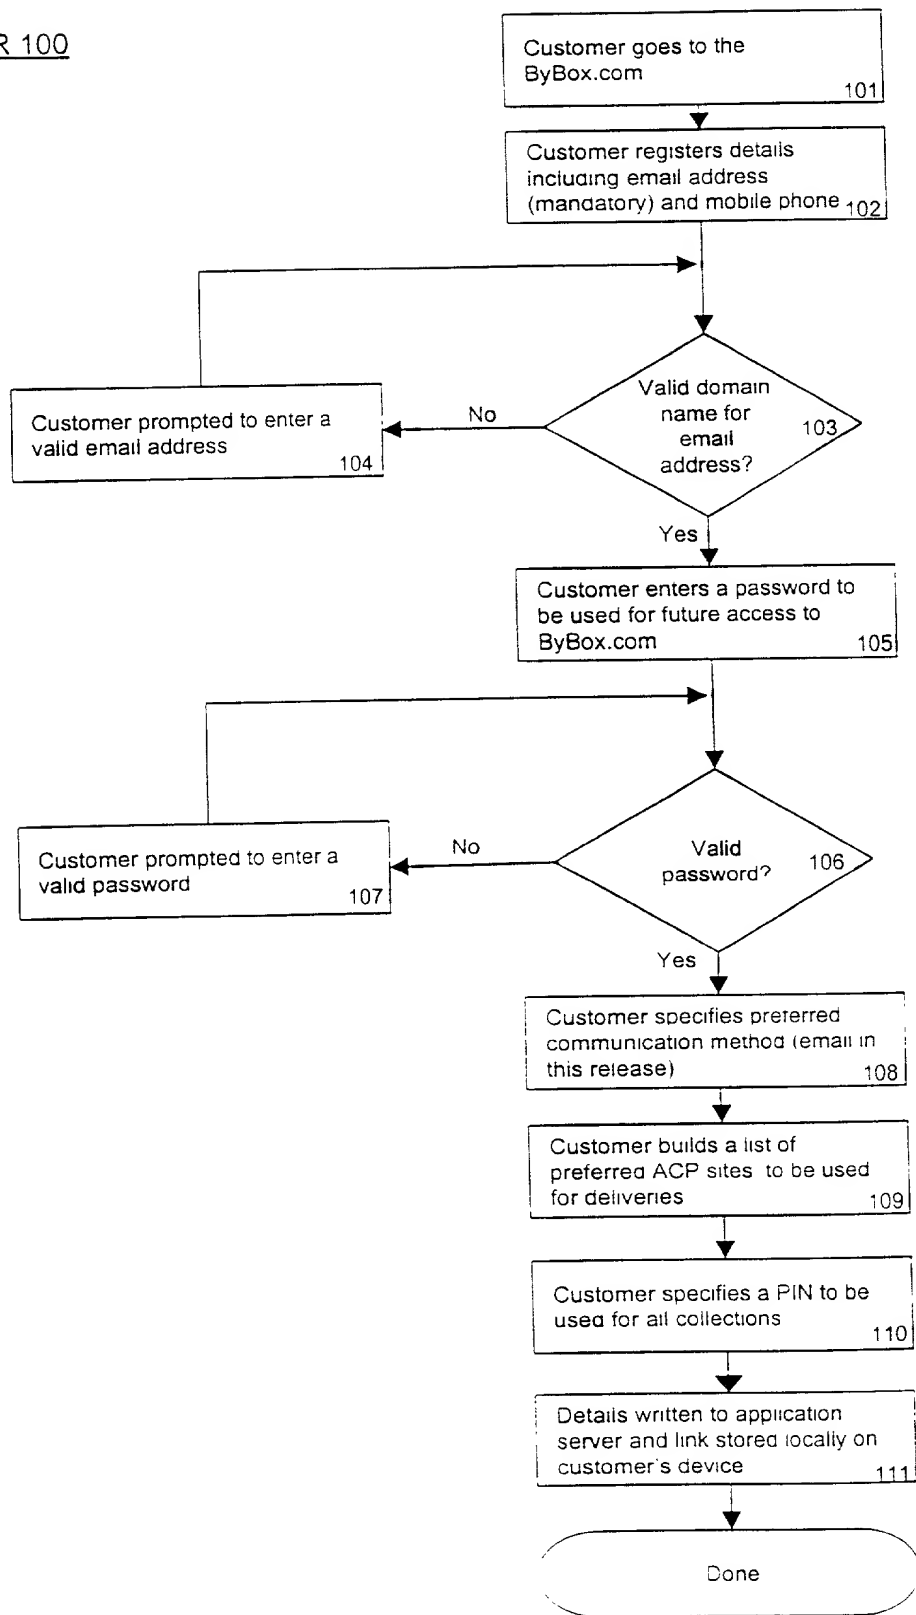 R 100
Customer goes to the
ByBox.com
101
Customer registers details
including email address
(mandatory) and mobile phone
102
Valid domain
name for
email
address?
103
No
Customer prompted to enter a
valid email address
104
Yes
Customer enters a password to
be used for future access to
ByBox.com
105
Valid
password?
106
No
Customer prompted to enter a
valid password
107
Yes
Customer specifies preferred
communication method (email in
this release)
108
Customer builds a list of
preferred ACP sites to be used
for deliveries
109
Customer specifies a PIN to be
used for all collections
110
Details written to application
server and link stored locally on
customer's device
111
Done